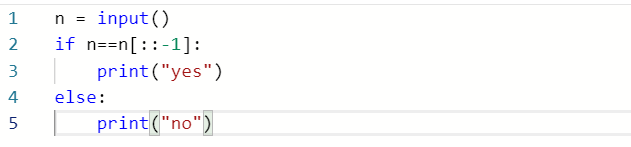 1 n = input()
2 if n==n[::-1]:
3     print("yes")
4 else:
5     print("no")